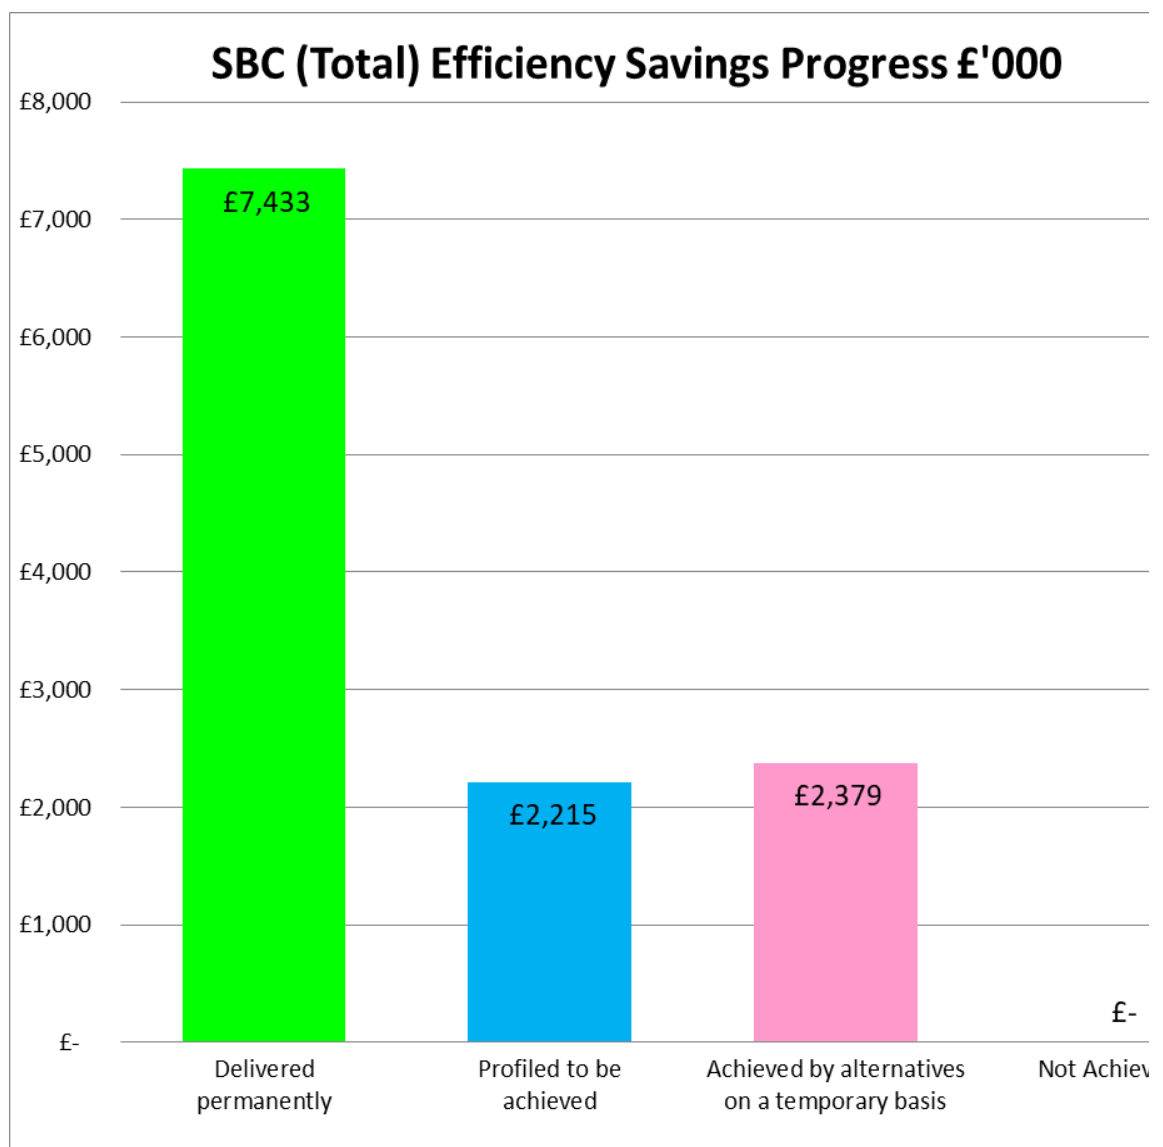 SBC (Total) Efficiency Savings Progress £'000
£8,000
£7,000
£6,000
£5,000
£4,000
£3,000
£2,000
£1,000
£-
£7,433
£2,215
£2,379
£-
Delivered
permanently
Profiled to be
achieved
Achieved by alternatives
on a temporary basis
Not Achiev